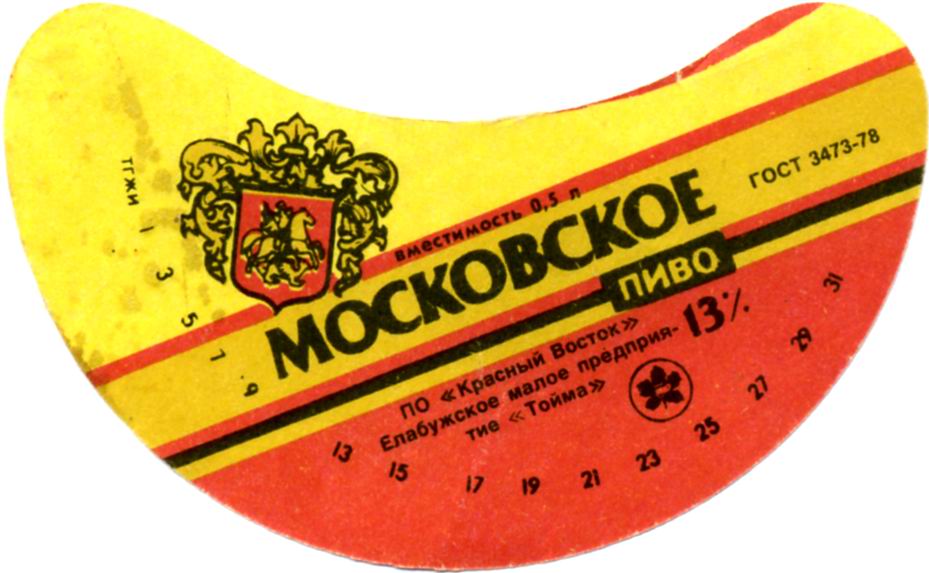 вместимость 0,5 л
ГОСТ 3473-78
МОСКОВСКОЕ
ПИВО
13%
ПО «Красный Восток»
Елабужское малое предприя-
тие «Тойма»
ТГЖИ
1 3 5 7 9 13 15 17 19 21 23 25 27 29 31